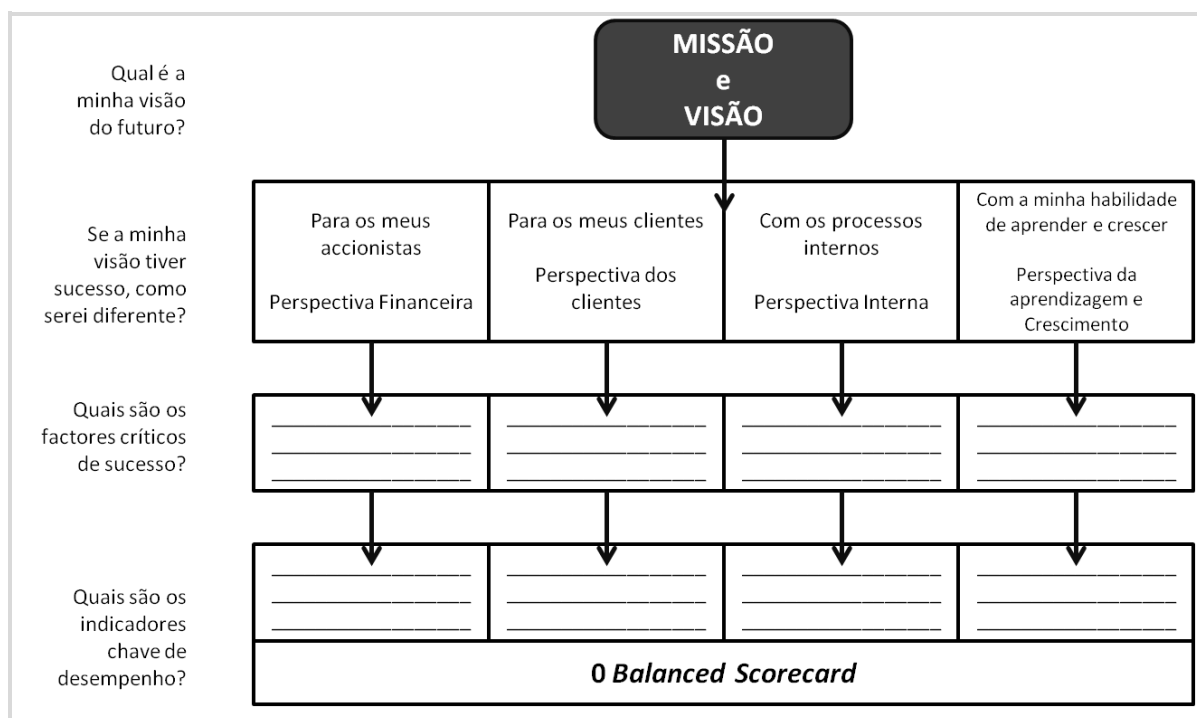 MISSÃO
e
VISÃO
Qual é a
minha visão
do futuro?
Se a minha
visão tiver
sucesso, como
serei diferente?
Para os meus
accionistas
Perspectiva Financeira
Para os meus clientes
Perspectiva dos
clientes
Com os processos
internos
Perspectiva Interna
Com a minha habilidade
de aprender e crescer
Perspectiva da
aprendizagem e
Crescimento
Quais são os
factores críticos
de sucesso?
Quais são os
indicadores
chave de
desempenho?
0 Balanced Scorecard